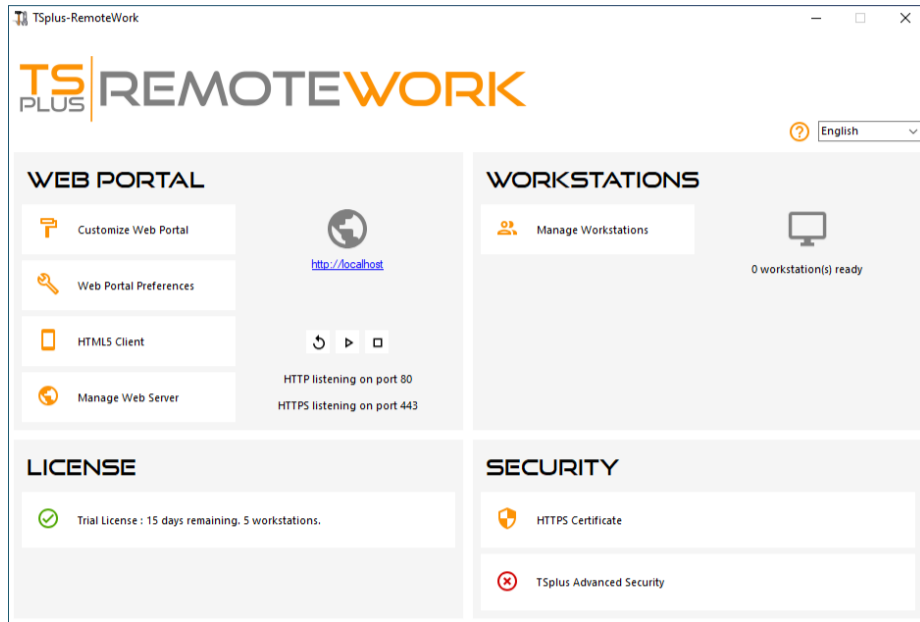 TSplus-RemoteWork
TS PLUS REMOTEWORK
English
WEB PORTAL
Customize Web Portal
http://localhost
Web Portal Preferences
HTML5 Client
HTTP listening on port 80
Manage Web Server
HTTPS listening on port 443
WORKSTATIONS
Manage Workstations
0 workstation(s) ready
LICENSE
Trial License : 15 days remaining. 5 workstations.
SECURITY
HTTPS Certificate
TSplus Advanced Security